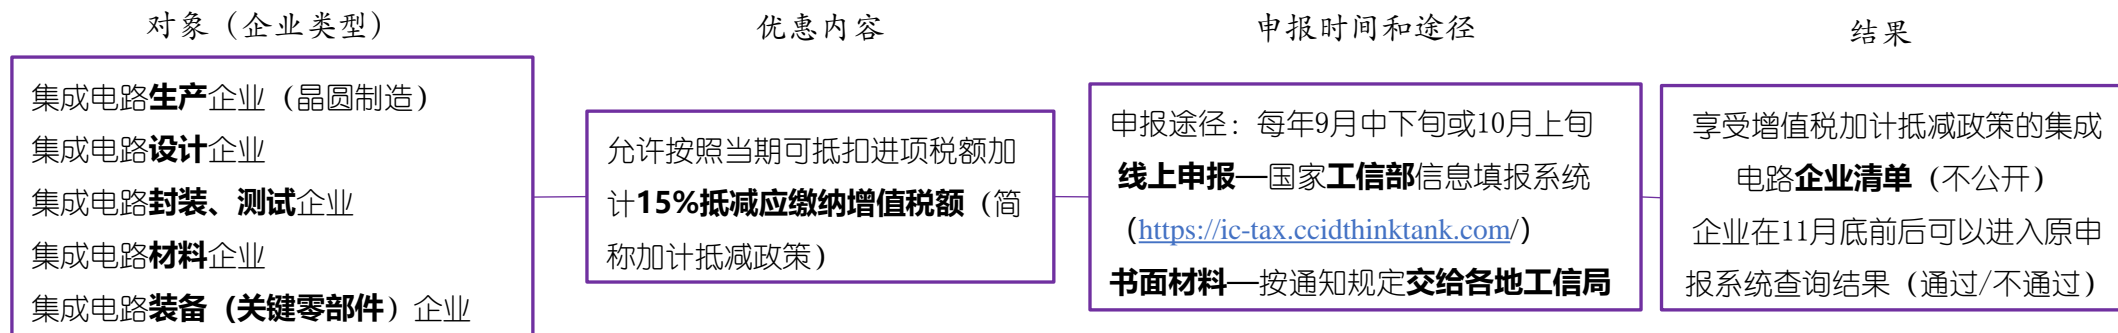 对象（企业类型）
优惠内容
申报时间和途径
结果
集成电路生产企业（晶圆制造）
集成电路设计企业
集成电路封装、测试企业
集成电路材料企业
集成电路装备（关键零部件）企业
允许按照当期可抵扣进项税额加
计15%抵减应缴纳增值税额（简
称加计抵减政策）
申报途径：每年9月中下旬或10月上旬
线上申报—国家工信部信息填报系统
（https://ic-tax.ccidthinktank.com/）
书面材料—按通知规定交给各地工信局
享受增值税加计抵减政策的集成
电路企业清单（不公开）
企业在11月底前后可以进入原申
报系统查询结果（通过/不通过）